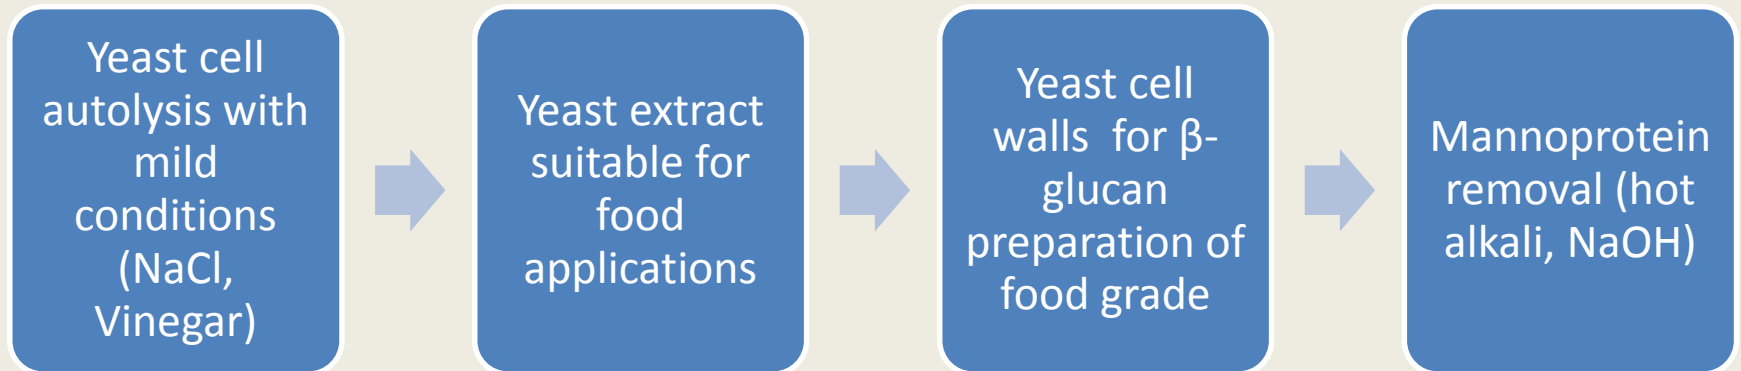 Yeast cell
autolysis with
mild
conditions
(NaCl,
Vinegar)
Yeast extract
suitable for
food
applications
Yeast cell
walls  for β-
glucan
preparation of
food grade
Mannoprotein
removal (hot
alkali, NaOH)